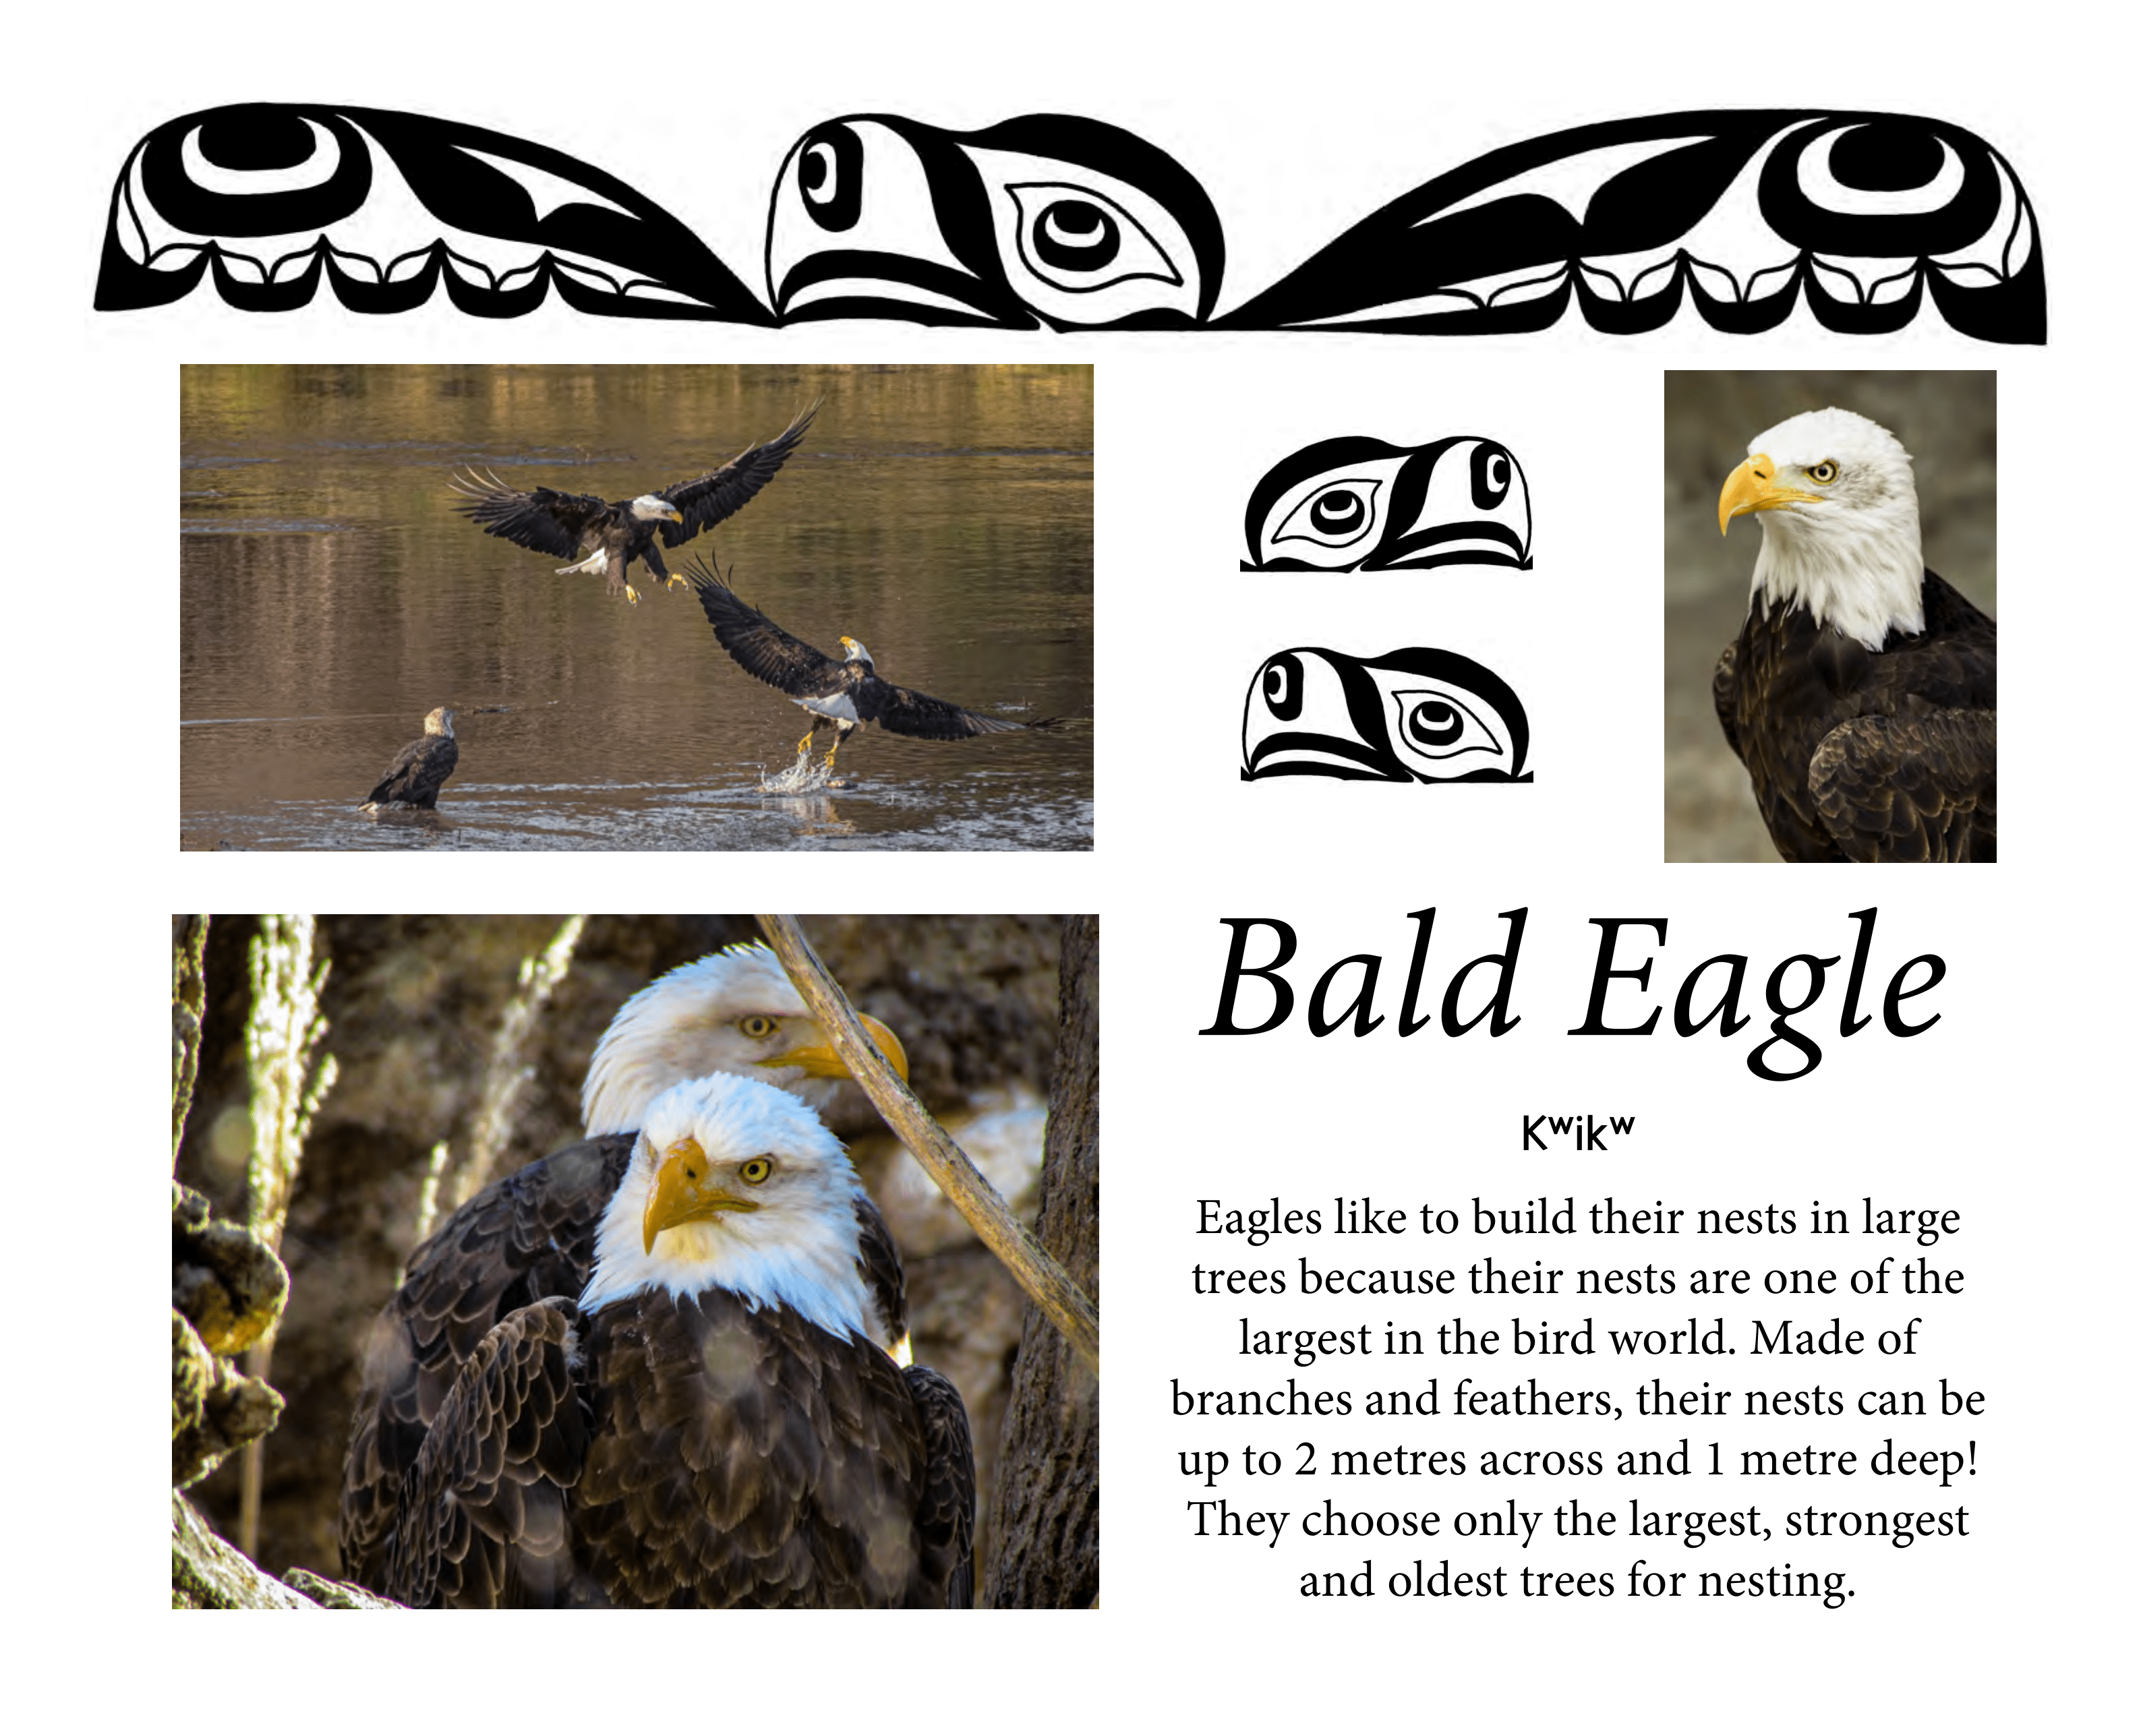 Bald Eagle
Kʷikʷ
Eagles like to build their nests in large
trees because their nests are one of the
largest in the bird world. Made of
branches and feathers, their nests can be
up to 2 metres across and 1 metre deep!
They choose only the largest, strongest
and oldest trees for nesting.